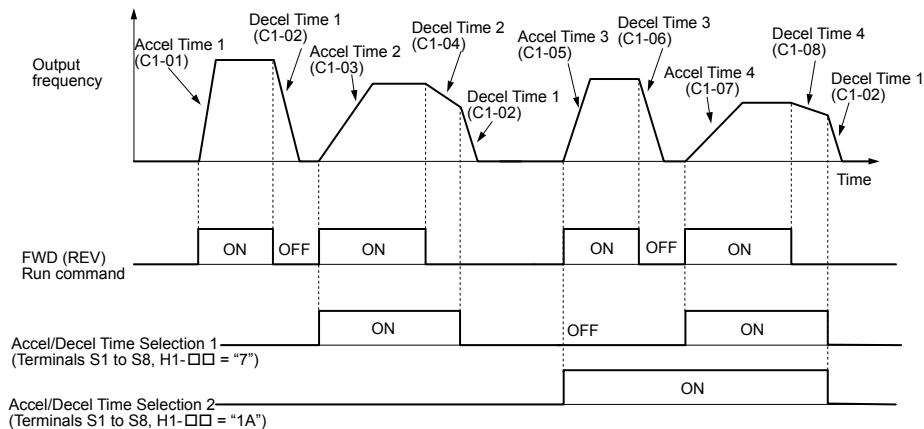 Output
frequency
Accel Time 1
(C1-01)
Decel Time 1
(C1-02)
Accel Time 2
(C1-03)
Decel Time 2
(C1-04)
Decel Time 1
(C1-02)
Accel Time 3
(C1-05)
Decel Time 3
(C1-06)
Accel Time 4
(C1-07)
Decel Time 4
(C1-08)
Decel Time 1
(C1-02)
Time
FWD (REV)
Run command
ON
OFF
ON
ON
OFF
ON
Accel/Decel Time Selection 1
(Terminals S1 to S8, H1-□□ = “7”)
ON
OFF
ON
Accel/Decel Time Selection 2
(Terminals S1 to S8, H1-□□ = “1A”)
ON